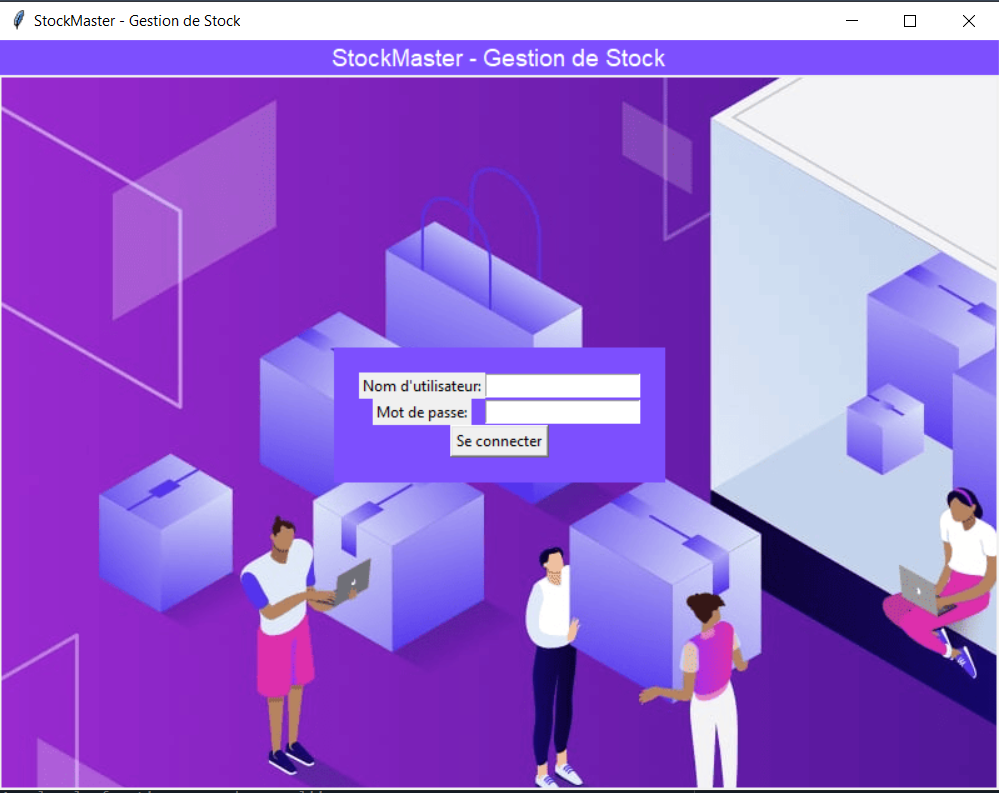 StockMaster - Gestion de Stock
StockMaster - Gestion de Stock
Nom d'utilisateur:
Mot de passe:
Se connecter